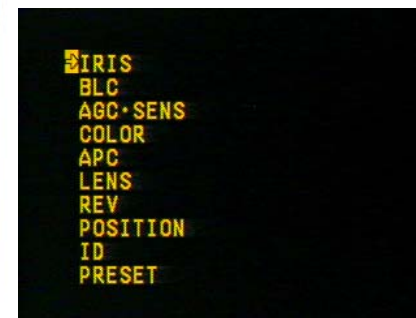 IRIS
BLC
AGC·SENS
COLOR
APC
LENS
REV
POSITION
ID
PRESET